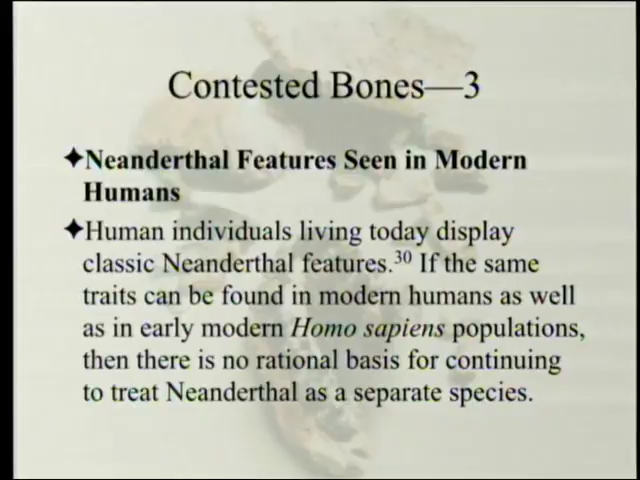 Contested Bones—3
✦Neanderthal Features Seen in Modern
Humans
✦Human individuals living today display
classic Neanderthal features.30 If the same
traits can be found in modern humans as well
as in early modern Homo sapiens populations,
then there is no rational basis for continuing
to treat Neanderthal as a separate species.